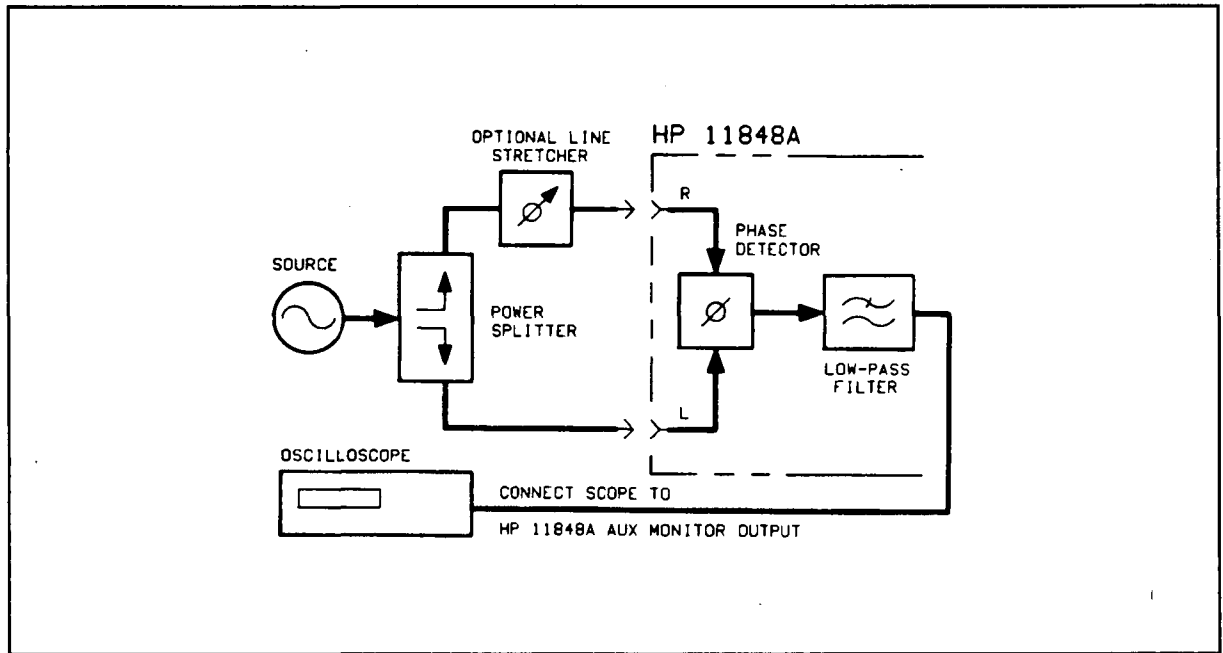 OPTIONAL LINE
STRETCHER
HP 11848A
R
PHASE
DETECTOR
SOURCE
POWER
SPLITTER
LOW-PASS
FILTER
L
OSCILLOSCOPE
CONNECT SCOPE TO
HP 11848A AUX MONITOR OUTPUT